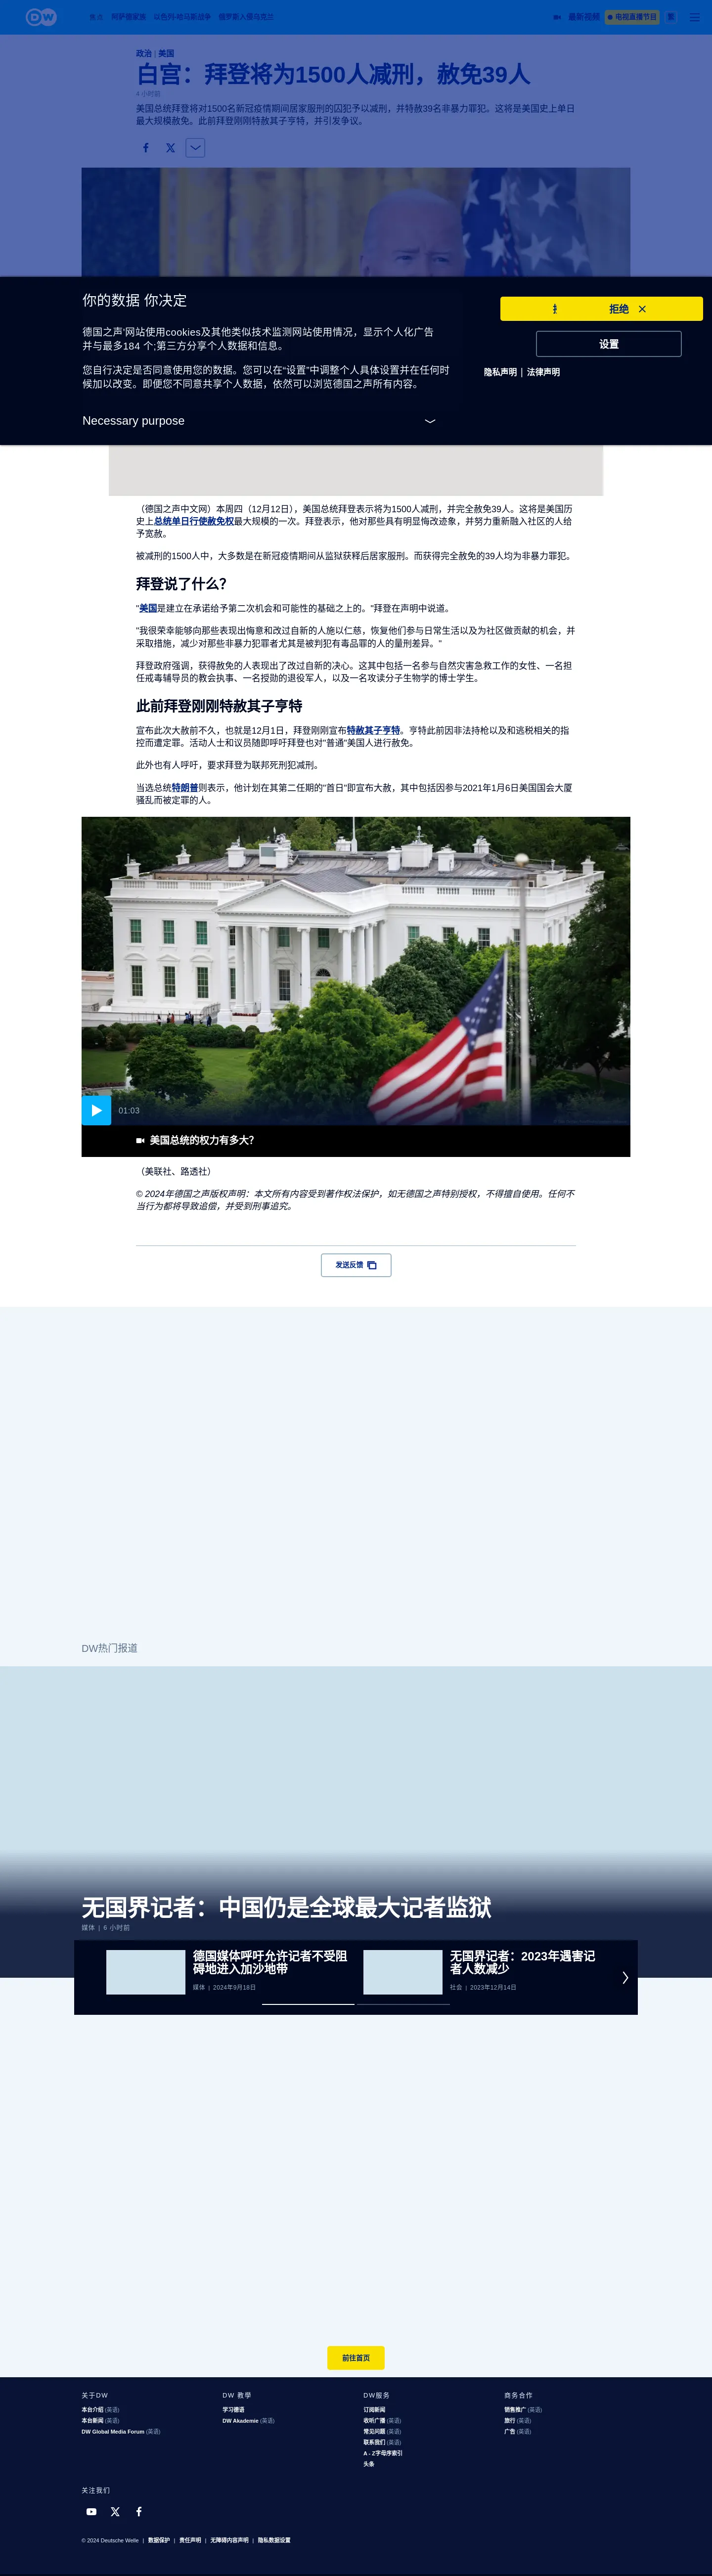 DW
焦点 阿萨德家族 以色列-哈马斯战争 俄罗斯入侵乌克兰 最新视频 电视直播节目 繁
政治 | 美国
白宫：拜登将为1500人减刑，赦免39人
4 小时前
美国总统拜登将对1500名新冠疫情期间居家服刑的囚犯予以减刑，并特赦39名非暴力罪犯。这将是美国史上单日
最大规模赦免。此前拜登刚刚特赦其子亨特，并引发争议。
你的数据 你决定
拒绝
德国之声'网站使用cookies及其他类似技术监测网站使用情况，显示个人化广告
并与最多184 个;第三方分享个人数据和信息。
设置
您自行决定是否同意使用您的数据。您可以在“设置”中调整个人具体设置并在任何时
候加以改变。即便您不同意共享个人数据，依然可以浏览德国之声所有内容。
隐私声明 | 法律声明
Necessary purpose
（德国之声中文网）本周四（12月12日），美国总统拜登表示将为1500人减刑，并完全赦免39人。这将是美国历
史上总统单日行使赦免权最大规模的一次。拜登表示，他对那些具有明显悔改迹象，并努力重新融入社区的人给
予宽赦。
被减刑的1500人中，大多数是在新冠疫情期间从监狱获释后居家服刑。而获得完全赦免的39人均为非暴力罪犯。
拜登说了什么？
"美国是建立在承诺给予第二次机会和可能性的基础之上的。"拜登在声明中说道。
"我很荣幸能够向那些表现出悔意和改过自新的人施以仁慈，恢复他们参与日常生活以及为社区做贡献的机会，并
采取措施，减少对那些非暴力犯罪者尤其是被判犯有毒品罪的人的量刑差异。"
拜登政府强调，获得赦免的人表现出了改过自新的决心。这其中包括一名参与自然灾害急救工作的女性、一名担
任戒毒辅导员的教会执事、一名授勋的退役军人，以及一名攻读分子生物学的博士学生。
此前拜登刚刚特赦其子亨特
宣布此次大赦前不久，也就是12月1日，拜登刚刚宣布特赦其子亨特。亨特此前因非法持枪以及和逃税相关的指
控而遭定罪。活动人士和议员随即呼吁拜登也对"普通"美国人进行赦免。
此外也有人呼吁，要求拜登为联邦死刑犯减刑。
当选总统特朗普则表示，他计划在其第二任期的"首日"即宣布大赦，其中包括因参与2021年1月6日美国国会大厦
骚乱而被定罪的人。
01:03
美国总统的权力有多大？
（美联社、路透社）
© 2024年德国之声版权声明：本文所有内容受到著作权法保护，如无德国之声特别授权，不得擅自使用。任何不
当行为都将导致追偿，并受到刑事追究。
发送反馈
DW热门报道
无国界记者：中国仍是全球最大记者监狱
媒体 | 6 小时前
德国媒体呼吁允许记者不受阻
碍地进入加沙地带
媒体 | 2024年9月18日
无国界记者：2023年遇害记
者人数减少
社会 | 2023年12月14日
前往首页
关于DW
本台介绍 (英语)
本台新闻 (英语)
DW Global Media Forum (英语)
DW 教學
学习德语
DW Akademie (英语)
DW服务
订阅新闻
收听广播 (英语)
常见问题 (英语)
联系我们 (英语)
A - Z字母序索引
头条
商务合作
销售推广 (英语)
旅行 (英语)
广告 (英语)
关注我们
© 2024 Deutsche Welle | 数据保护 | 责任声明 | 无障碍内容声明 | 隐私数据设置